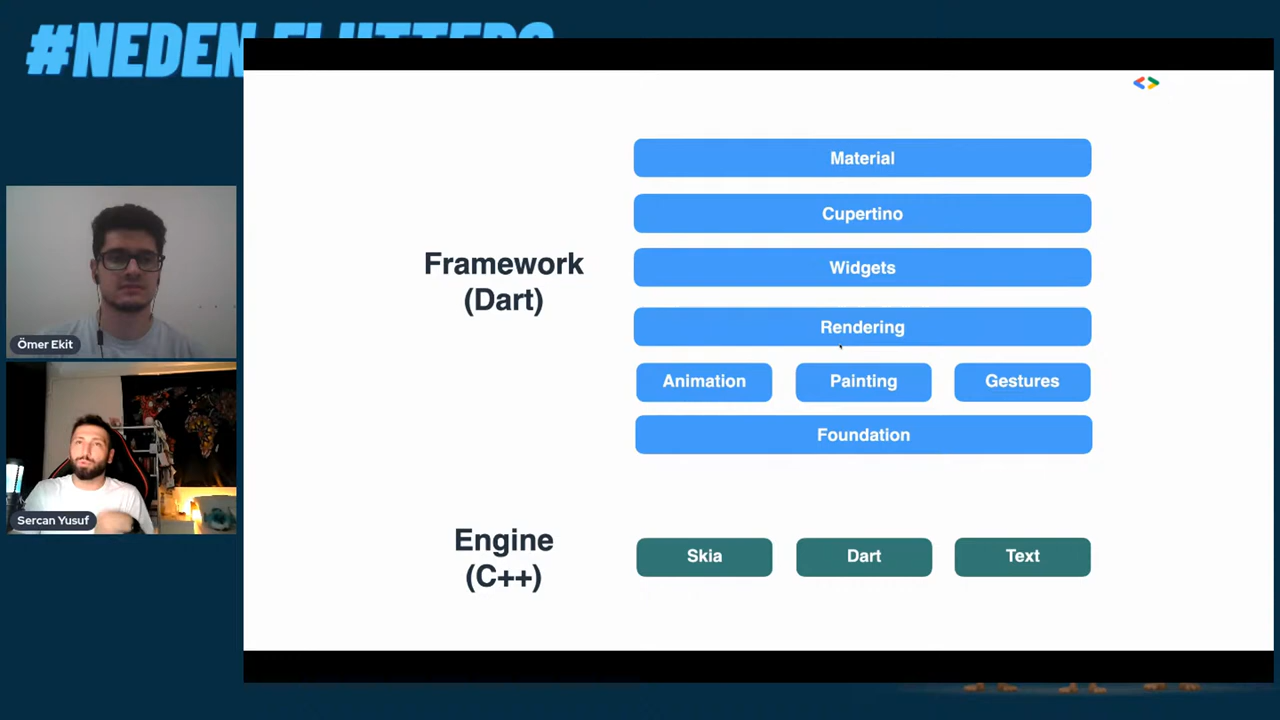 #NEDEN
Material
Cupertino
Framework
(Dart)
Widgets
Rendering
Animation Painting Gestures
Foundation
Engine
(C++)
Skia Dart Text
Ömer Ekit
Sercan Yusuf